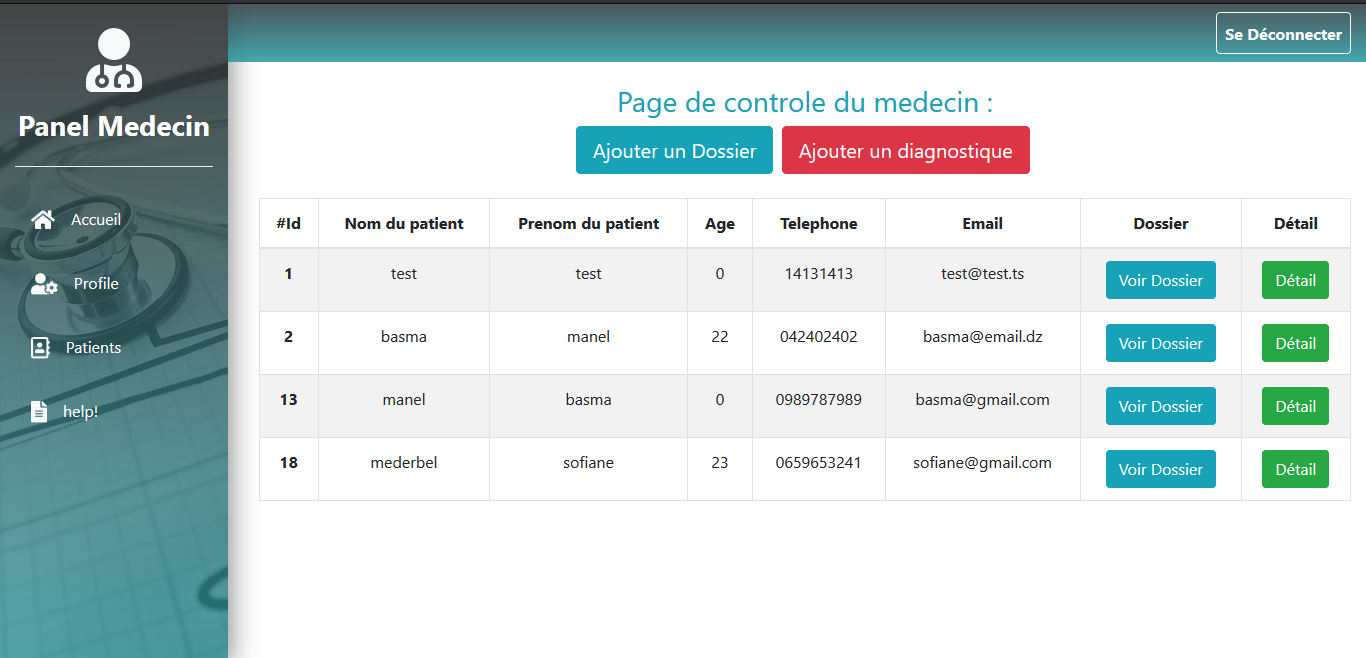 Se Déconnecter
Panel Medecin
Accueil
Profile
Patients
help!
Page de controle du medecin :
Ajouter un Dossier Ajouter un diagnostique
#Id Nom du patient Prenom du patient Age Telephone Email Dossier Détail
1 test test 0 14131413 test@test.ts Voir Dossier Détail
2 basma manel 22 042402402 basma@email.dz Voir Dossier Détail
13 manel basma 0 0989787989 basma@gmail.com Voir Dossier Détail
18 mederbel sofiane 23 0659653241 sofiane@gmail.com Voir Dossier Détail